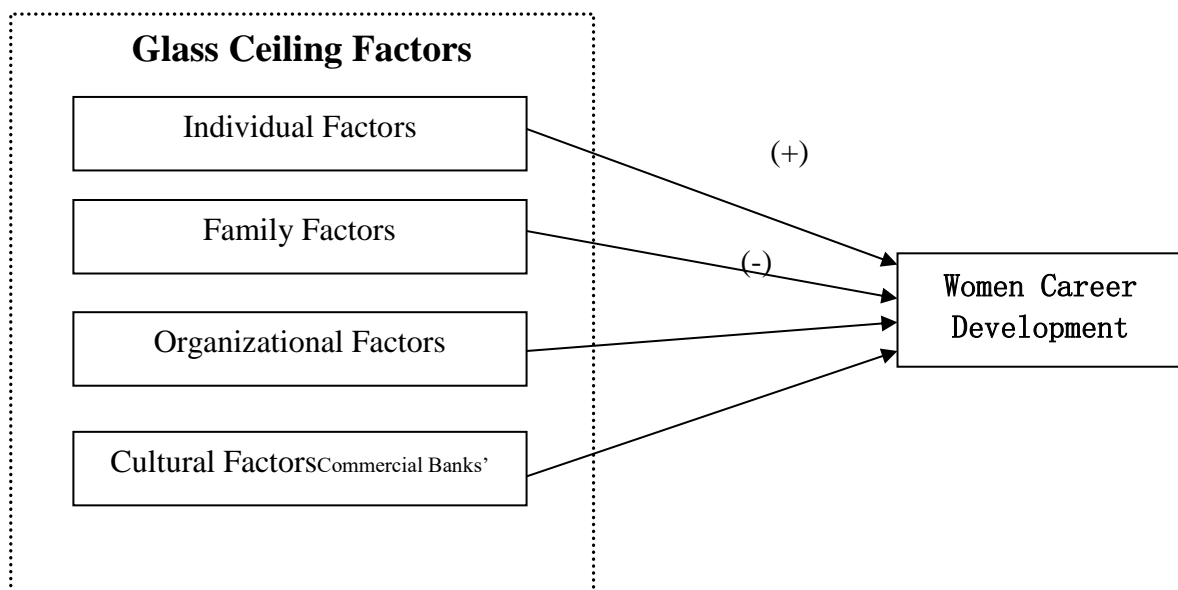 Glass Ceiling Factors
Individual Factors
(+)
Family Factors
(-)
Women Career
Development
Organizational Factors
Cultural FactorsCommercial Banks’